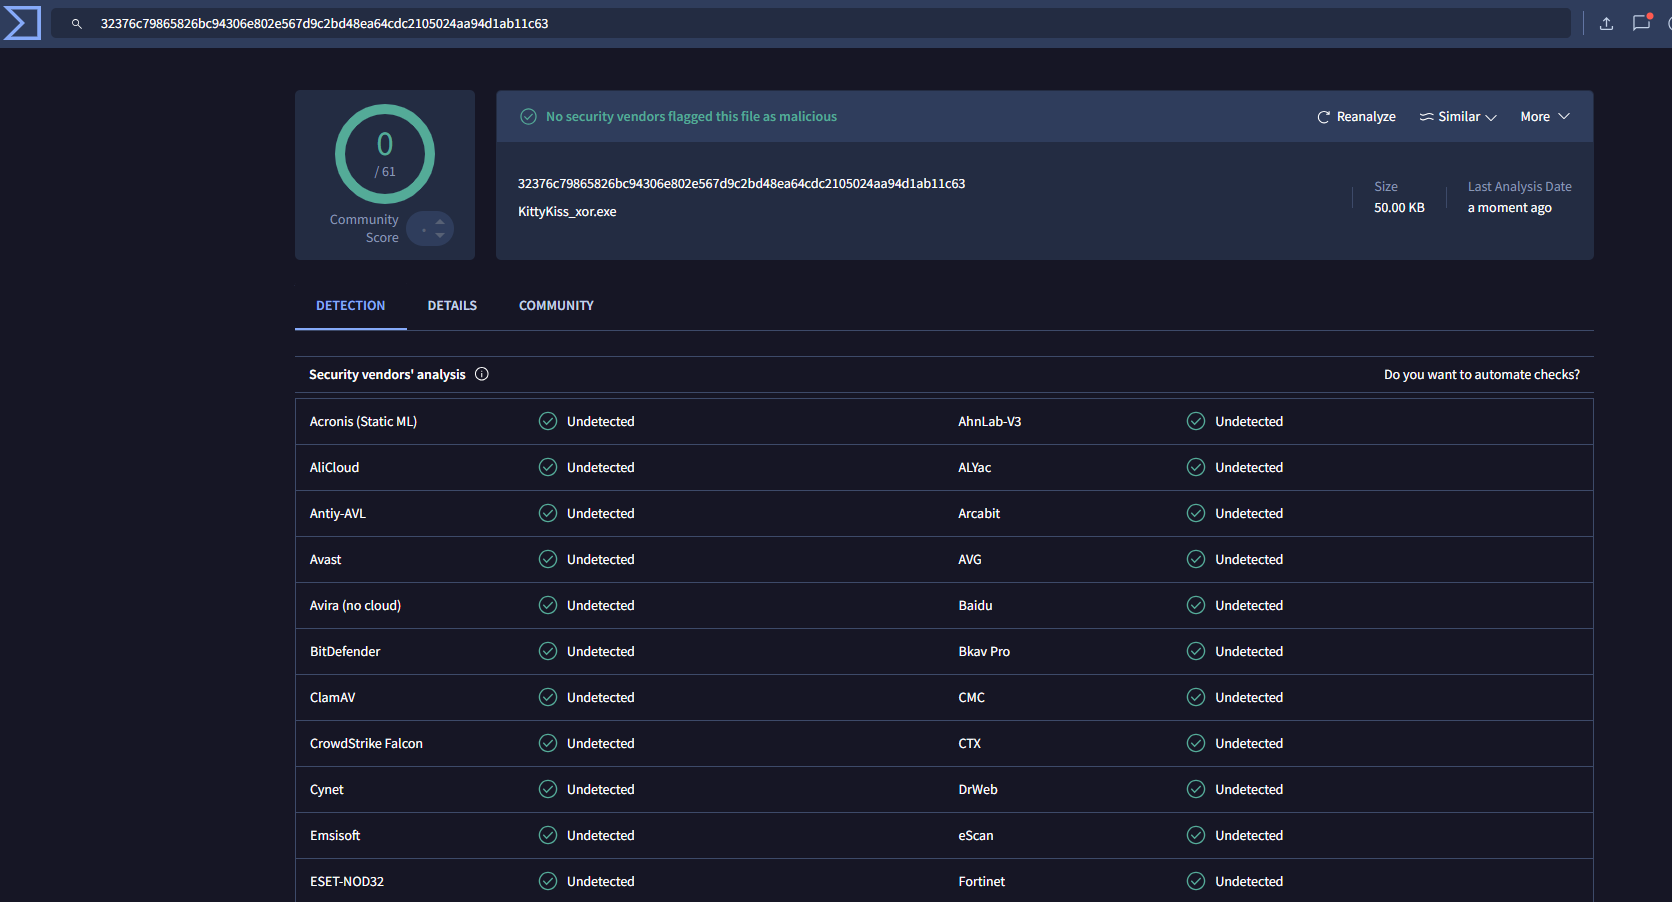 32376c79865826bc94306e802e567d9c2bd48ea64cdc2105024aa94d1ab11c63
0
/ 61
Community
Score
No security vendors flagged this file as malicious
Reanalyze
Similar
More
32376c79865826bc94306e802e567d9c2bd48ea64cdc2105024aa94d1ab11c63
KittyKiss_xor.exe
Size
50.00 KB
Last Analysis Date
a moment ago
DETECTION
DETAILS
COMMUNITY
Security vendors' analysis
Do you want to automate checks?
Acronis (Static ML) Undetected AhnLab-V3 Undetected
AliCloud Undetected ALYac Undetected
Antiy-AVL Undetected Arcabit Undetected
Avast Undetected AVG Undetected
Avira (no cloud) Undetected Baidu Undetected
BitDefender Undetected Bkav Pro Undetected
ClamAV Undetected CMC Undetected
CrowdStrike Falcon Undetected CTX Undetected
Cynet Undetected DrWeb Undetected
Emsisoft Undetected eScan Undetected
ESET-NOD32 Undetected Fortinet Undetected